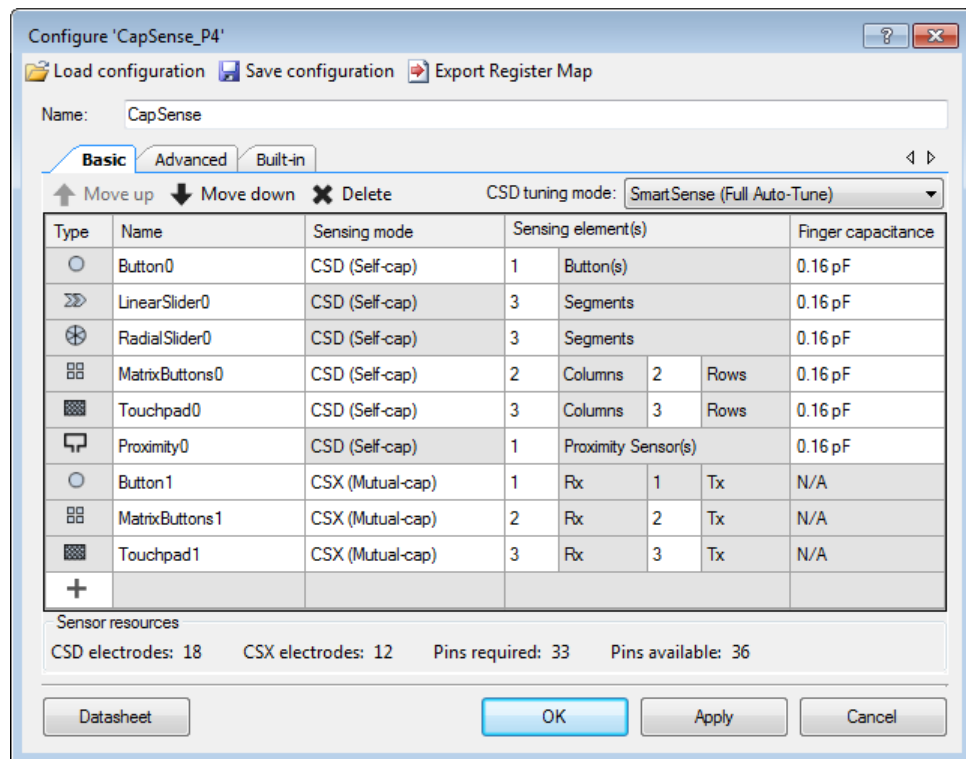 Configure 'CapSense_P4'
Load configuration Save configuration Export Register Map
Name: CapSense
Basic Advanced Built-in
Move up Move down Delete CSD tuning mode: SmartSense (Full Auto-Tune)
Type Name Sensing mode Sensing element(s) Finger capacitance
Button0 CSD (Self-cap) 1 Button(s) 0.16 pF
LinearSlider0 CSD (Self-cap) 3 Segments 0.16 pF
RadialSlider0 CSD (Self-cap) 3 Segments 0.16 pF
MatrixButtons0 CSD (Self-cap) 2 Columns 2 Rows 0.16 pF
Touchpad0 CSD (Self-cap) 3 Columns 3 Rows 0.16 pF
Proximity0 CSD (Self-cap) 1 Proximity Sensor(s) 0.16 pF
Button1 CSX (Mutual-cap) 1 Rx 1 Tx N/A
MatrixButtons1 CSX (Mutual-cap) 2 Rx 2 Tx N/A
Touchpad1 CSX (Mutual-cap) 3 Rx 3 Tx N/A
Sensor resources
CSD electrodes: 18 CSX electrodes: 12 Pins required: 33 Pins available: 36
Datasheet OK Apply Cancel